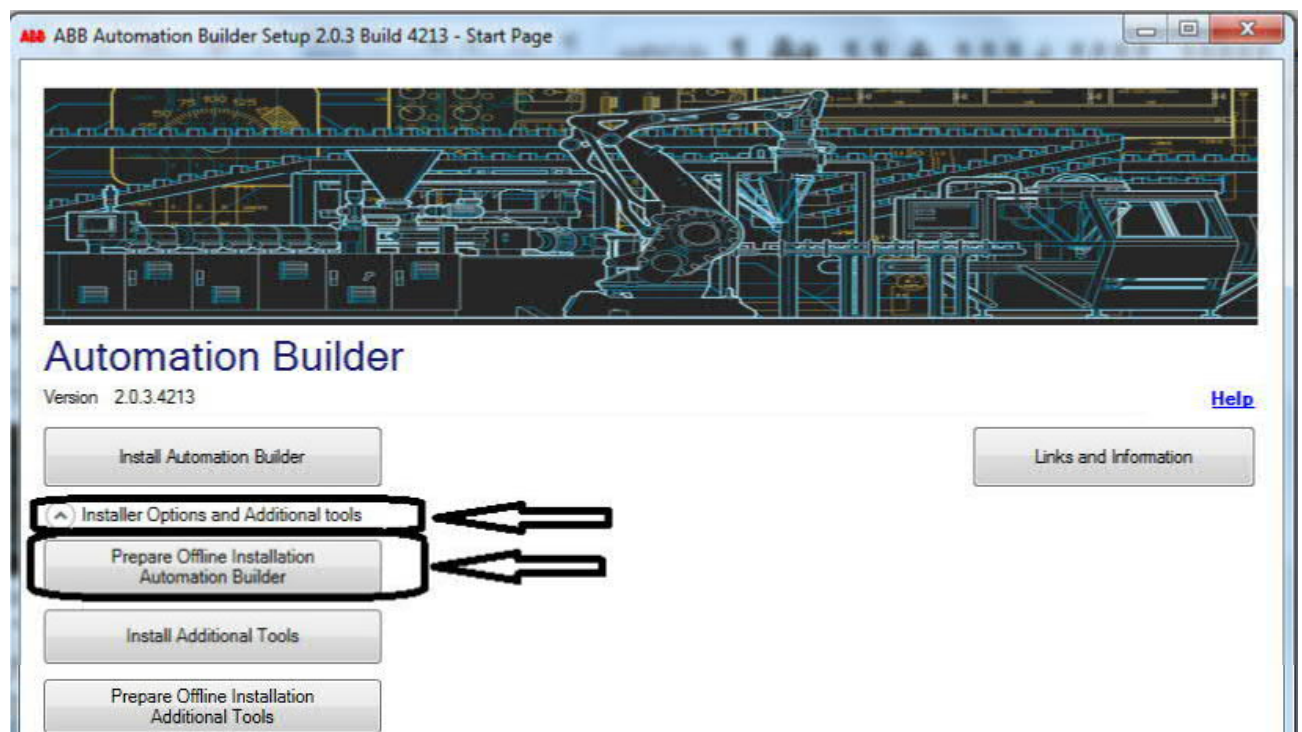 ABB ABB Automation Builder Setup 2.0.3 Build 4213 - Start Page
Automation Builder
Version 2.0.3.4213
Help
Install Automation Builder
Links and Information
Installer Options and Additional tools
Prepare Offline Installation
Automation Builder
Install Additional Tools
Prepare Offline Installation
Additional Tools